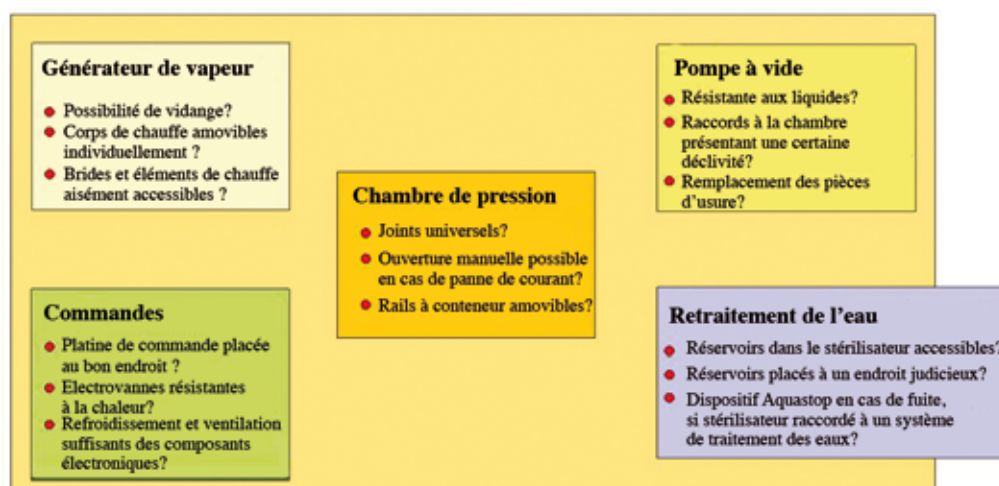 Générateur de vapeur
Possibilité de vidange?
Corps de chauffe amovibles
individuellement ?
Brides et éléments de chauffe
aisément accessibles ?
Pompe à vide
Résistante aux liquides?
Raccords à la chambre
présentant une certaine
déclivité?
Remplacement des pièces
d'usure?
Chambre de pression
Joints universels?
Ouverture manuelle possible
en cas de panne de courant?
Rails à conteneur amovibles?
Commandes
Platine de commande placée
au bon endroit ?
Electrovannes résistantes
à la chaleur?
Refroidissement et ventilation
suffisants des composants
électroniques?
Retraitement de l'eau
Réservoirs dans le stérilisateur accessibles?
Réservoirs placés à un endroit judicieux?
Dispositif Aquastop en cas de fuite,
si stérilisateur raccordé à un système
de traitement des eaux?